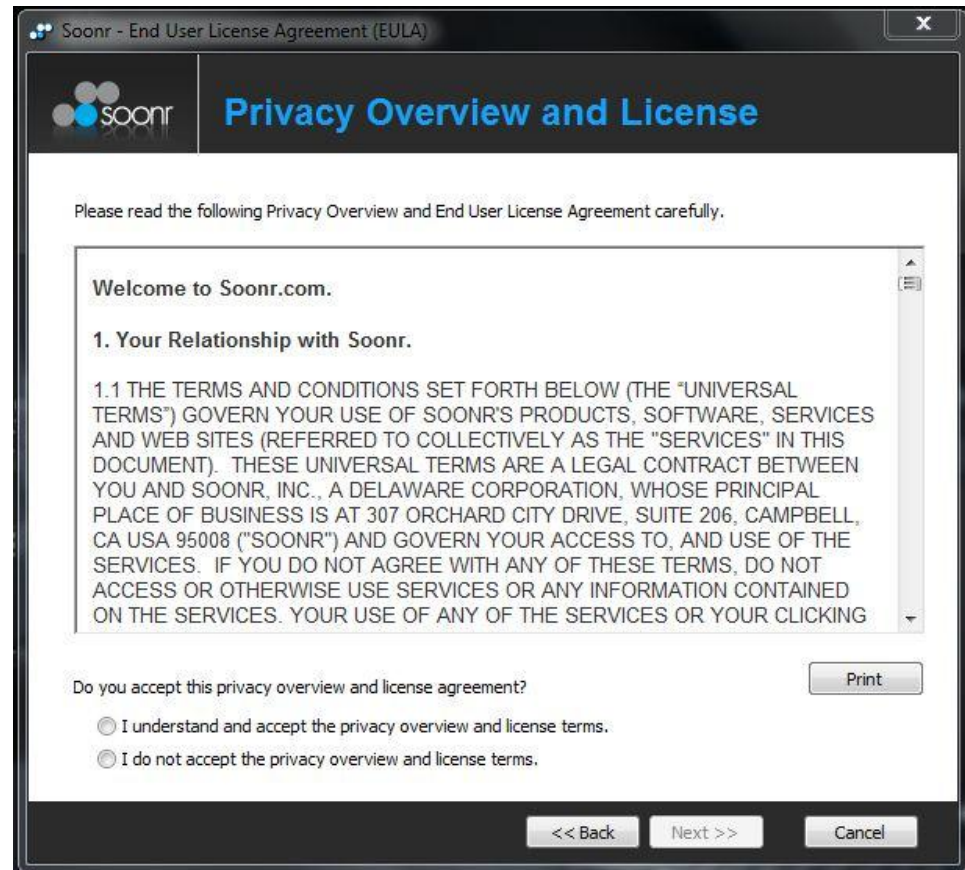 Soonr - End User License Agreement (EULA)
x
soonr
Privacy Overview and License
Please read the following Privacy Overview and End User License Agreement carefully.
Welcome to Soonr.com.
1. Your Relationship with Soonr.
1.1 THE TERMS AND CONDITIONS SET FORTH BELOW (THE “UNIVERSAL
TERMS”) GOVERN YOUR USE OF SOONR'S PRODUCTS, SOFTWARE, SERVICES
AND WEB SITES (REFERRED TO COLLECTIVELY AS THE "SERVICES" IN THIS
DOCUMENT).  THESE UNIVERSAL TERMS ARE A LEGAL CONTRACT BETWEEN
YOU AND SOONR, INC., A DELAWARE CORPORATION, WHOSE PRINCIPAL
PLACE OF BUSINESS IS AT 307 ORCHARD CITY DRIVE, SUITE 206, CAMPBELL,
CA USA 95008 ("SOONR") AND GOVERN YOUR ACCESS TO, AND USE OF THE
SERVICES.  IF YOU DO NOT AGREE WITH ANY OF THESE TERMS, DO NOT
ACCESS OR OTHERWISE USE SERVICES OR ANY INFORMATION CONTAINED
ON THE SERVICES. YOUR USE OF ANY OF THE SERVICES OR YOUR CLICKING
Print
Do you accept this privacy overview and license agreement?
I understand and accept the privacy overview and license terms.
I do not accept the privacy overview and license terms.
<< Back
Next >>
Cancel